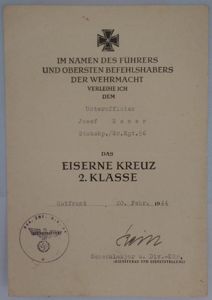 IM NAMEN DES FÜHRERS
UND OBERSTEN BEFEHLSHABERS
DER WEHRMACHT
VERLEIHE ICH
DEM
Unteroffizier
Josef
DAS
EISERNE KREUZ
2. KLASSE
20. Febr. 1944
Generalmajor u. Div.-Kdr.